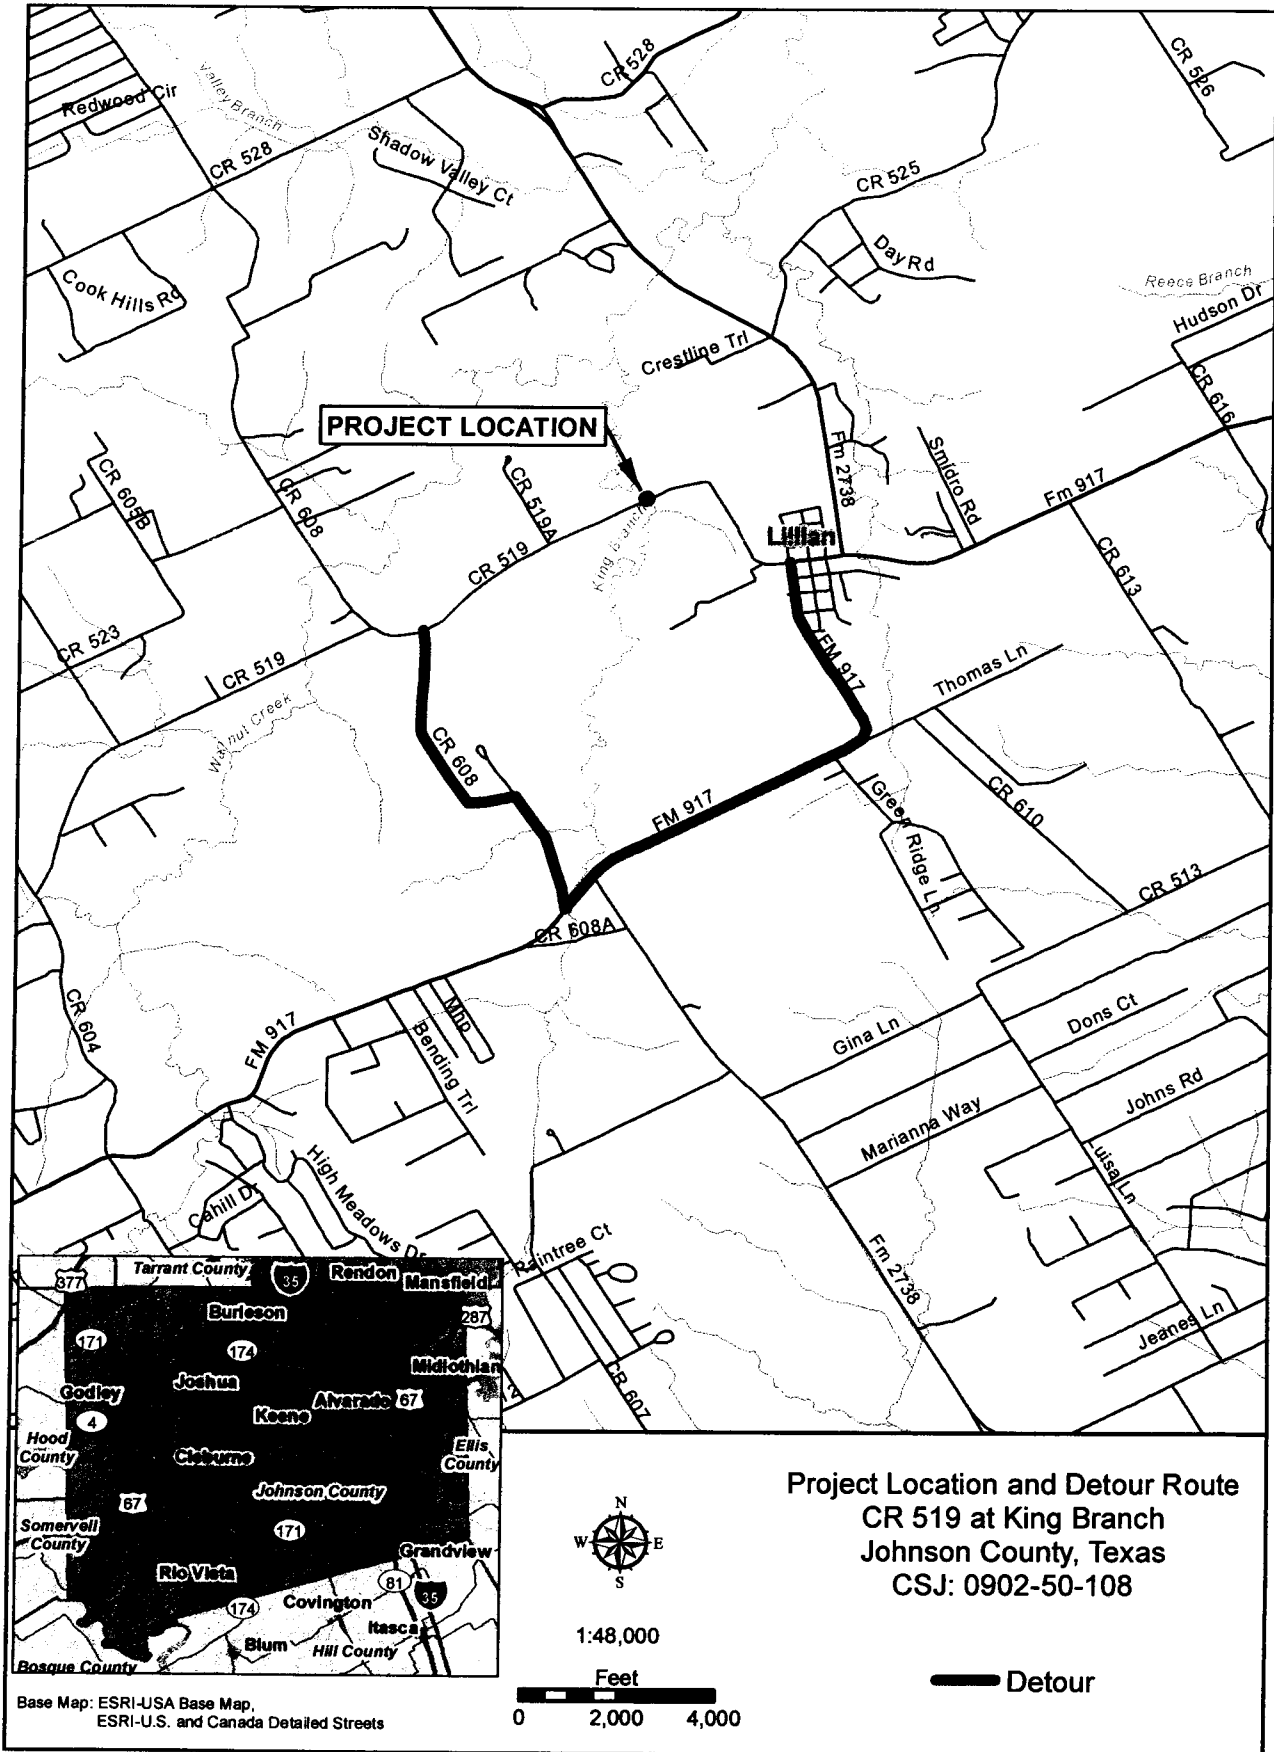 CR 528
CR 526
Redwood Cir
Valley Branch
CR 528
Shadow Valley Ct
CR 525
Day Rd
Cook Hills Rd
Reece Branch
Hudson Dr
Crestline Trl
CR 616
PROJECT LOCATION
Fm 2738
Smidro Rd
Fm 917
CR 605B
CR 608
CR 519A
CR 519
King Branch
Lillian
CR 613
CR 523
CR 519
Walnut Creek
FM 917
Thomas Ln
CR 608
FM 917
Green Ridge Ln
CR 610
CR 513
CR 608A
CR 604
FM 917
Mhp
Bending Trl
Gina Ln
Dons Ct
Johns Rd
Marianna Way
Luisa Ln
High Meadows Dr
Cahill Dr
Raintree Ct
Fm 2738
Jeanes Ln
CR 607
Tarrant County
377
35
Rendon
Mansfield
Burleson
287
171
174
Midlothian
Joshua
Godley
Alvarado
67
Keene
4
Hood
County
Cleburne
Ellis
County
Johnson County
67
171
Somervell
County
Grandview
Rio Vista
81
35
174
Covington
Itasca
Blum
Hill County
Bosque County
Base Map: ESRI-USA Base Map,
ESRI-U.S. and Canada Detailed Streets
N
W
E
S
1:48,000
Feet
0
2,000
4,000
Project Location and Detour Route
CR 519 at King Branch
Johnson County, Texas
CSJ: 0902-50-108
Detour